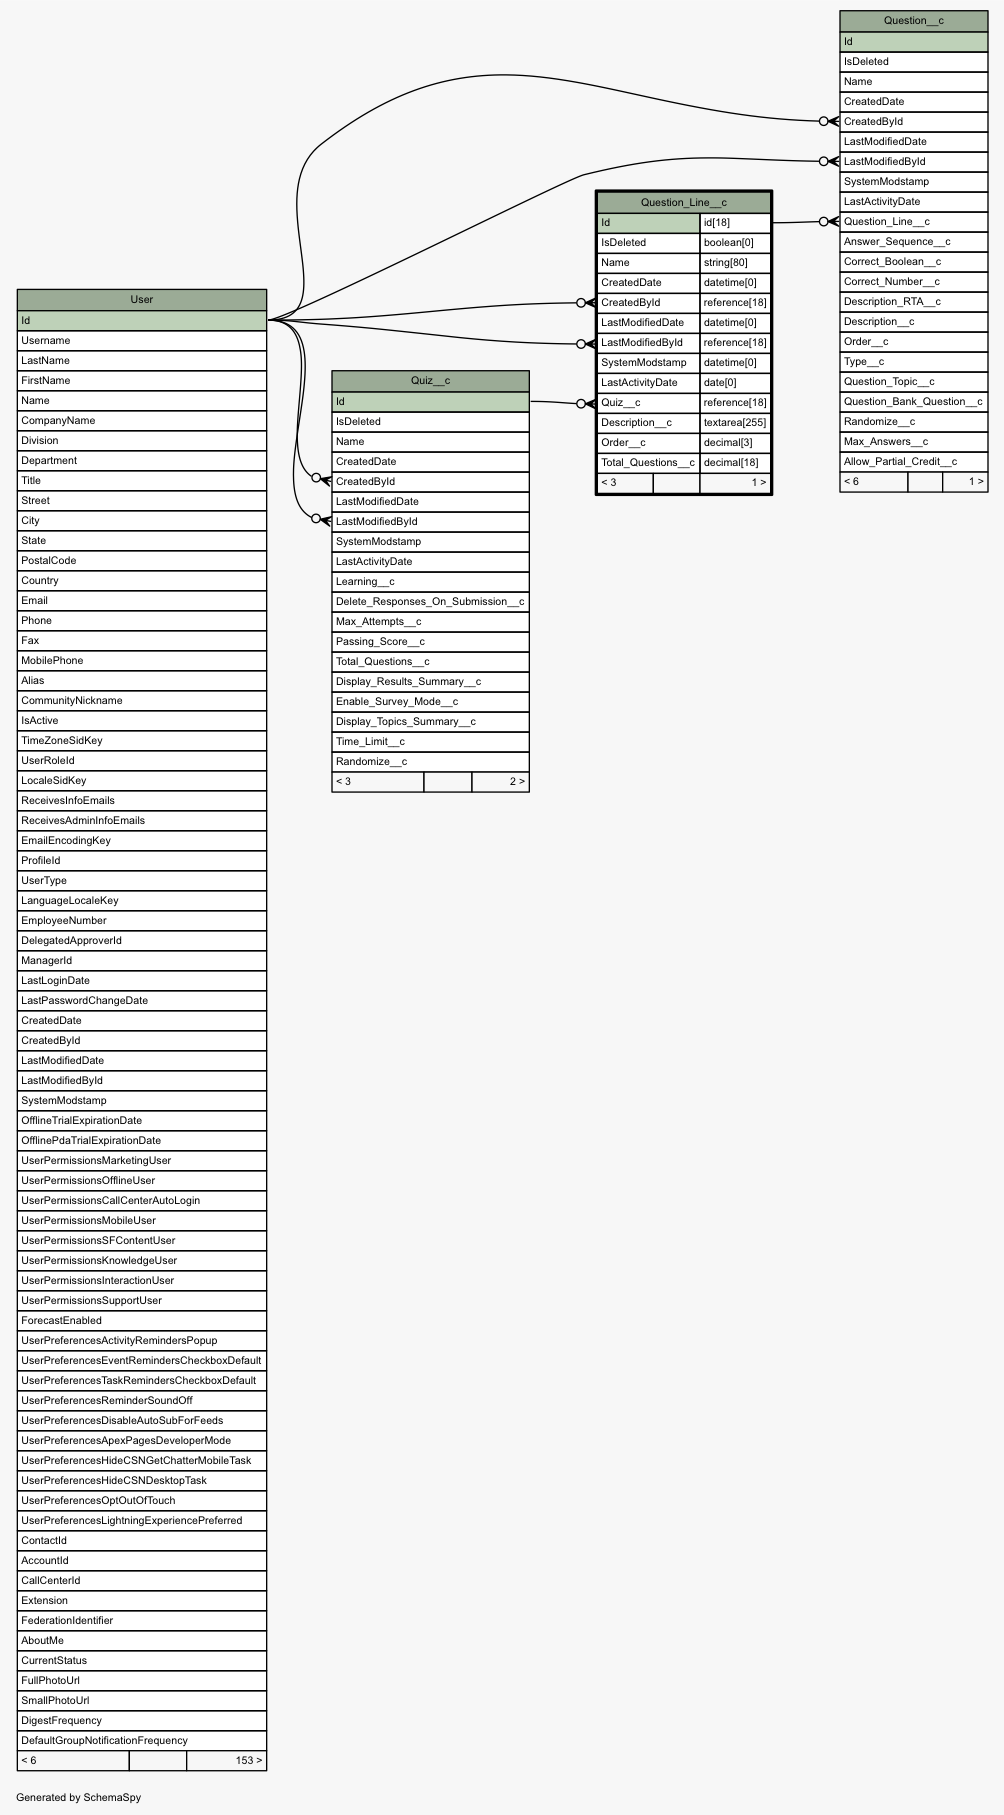 Question__c
Id
IsDeleted
Name
CreatedDate
CreatedById
LastModifiedDate
LastModifiedById
SystemModstamp
LastActivityDate
Question_Line__c
Answer_Sequence__c
Correct_Boolean__c
Correct_Number__c
Description_RTA__c
Description__c
Order__c
Type__c
Question_Topic__c
Question_Bank_Question__c
Randomize__c
Max_Answers__c
Allow_Partial_Credit__c
< 6 1 >
Question_Line__c
Id id[18]
IsDeleted boolean[0]
Name string[80]
CreatedDate datetime[0]
CreatedById reference[18]
LastModifiedDate datetime[0]
LastModifiedById reference[18]
SystemModstamp datetime[0]
LastActivityDate date[0]
Quiz__c reference[18]
Description__c textarea[255]
Order__c decimal[3]
Total_Questions__c decimal[18]
< 3 1 >
Quiz__c
Id
IsDeleted
Name
CreatedDate
CreatedById
LastModifiedDate
LastModifiedById
SystemModstamp
LastActivityDate
Learning__c
Delete_Responses_On_Submission__c
Max_Attempts__c
Passing_Score__c
Total_Questions__c
Display_Results_Summary__c
Enable_Survey_Mode__c
Display_Topics_Summary__c
Time_Limit__c
Randomize__c
< 3 2 >
User
Id
Username
LastName
FirstName
Name
CompanyName
Division
Department
Title
Street
City
State
PostalCode
Country
Email
Phone
Fax
MobilePhone
Alias
CommunityNickname
IsActive
TimeZoneSidKey
UserRoleId
LocaleSidKey
ReceivesInfoEmails
ReceivesAdminInfoEmails
EmailEncodingKey
ProfileId
UserType
LanguageLocaleKey
EmployeeNumber
DelegatedApproverId
ManagerId
LastLoginDate
LastPasswordChangeDate
CreatedDate
CreatedById
LastModifiedDate
LastModifiedById
SystemModstamp
OfflineTrialExpirationDate
OfflinePdaTrialExpirationDate
UserPermissionsMarketingUser
UserPermissionsOfflineUser
UserPermissionsCallCenterAutoLogin
UserPermissionsMobileUser
UserPermissionsSFContentUser
UserPermissionsKnowledgeUser
UserPermissionsInteractionUser
UserPermissionsSupportUser
ForecastEnabled
UserPreferencesActivityRemindersPopup
UserPreferencesEventRemindersCheckboxDefault
UserPreferencesTaskRemindersCheckboxDefault
UserPreferencesReminderSoundOff
UserPreferencesDisableAutoSubForFeeds
UserPreferencesApexPagesDeveloperMode
UserPreferencesHideCSNGetChatterMobileTask
UserPreferencesHideCSNDesktopTask
UserPreferencesOptOutOfTouch
UserPreferencesLightningExperiencePreferred
ContactId
AccountId
CallCenterId
Extension
FederationIdentifier
AboutMe
CurrentStatus
FullPhotoUrl
SmallPhotoUrl
DigestFrequency
DefaultGroupNotificationFrequency
< 6 153 >
Generated by SchemaSpy